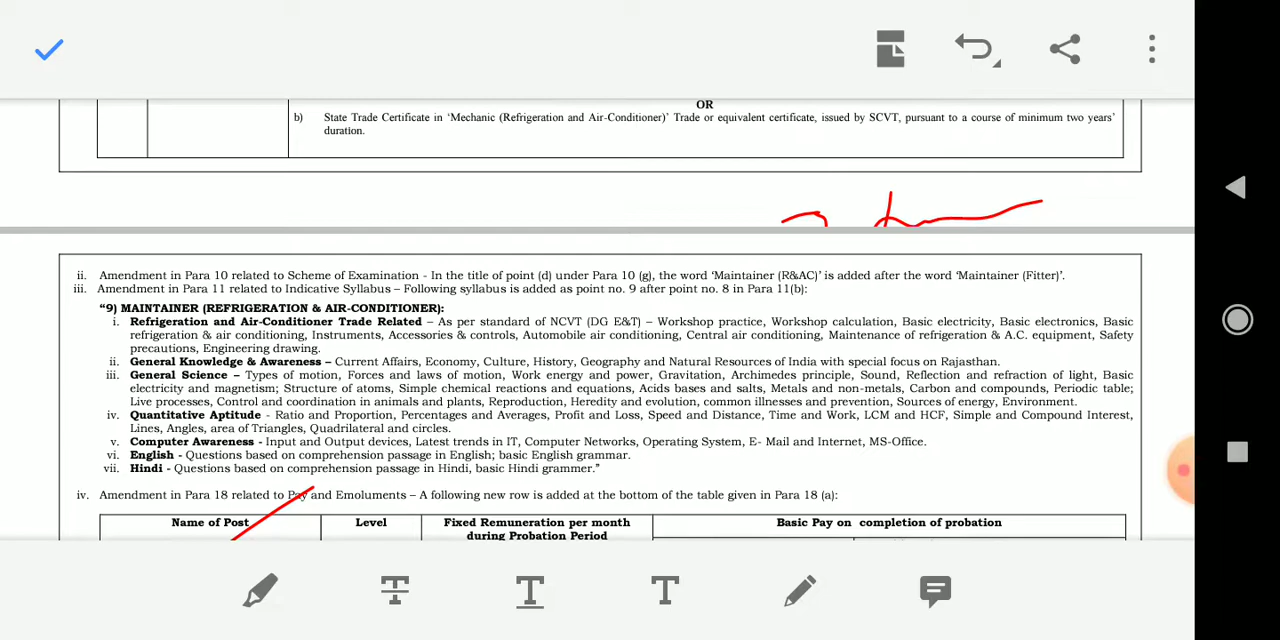 OR
b) State Trade Certificate in ‘Mechanic (Refrigeration and Air-Conditioner)’ Trade or equivalent certificate, issued by SCVT, pursuant to a course of minimum two years’
duration.
ii. Amendment in Para 10 related to Scheme of Examination - In the title of point (d) under Para 10 (g), the word ‘Maintainer (R&AC)’ is added after the word ‘Maintainer (Fitter)’.
iii. Amendment in Para 11 related to Indicative Syllabus – Following syllabus is added as point no. 9 after point no. 8 in Para 11(b):
“9) MAINTAINER (REFRIGERATION & AIR-CONDITIONER):
i. Refrigeration and Air-Conditioner Trade Related – As per standard of NCVT (DG E&T) – Workshop practice, Workshop calculation, Basic electricity, Basic electronics, Basic
refrigeration & air conditioning, Instruments, Accessories & controls, Automobile air conditioning, Central air conditioning, Maintenance of refrigeration & A.C. equipment, Safety
precautions, Engineering drawing.
ii. General Knowledge & Awareness – Current Affairs, Economy, Culture, History, Geography and Natural Resources of India with special focus on Rajasthan.
iii. General Science – Types of motion, Forces and laws of motion, Work energy and power, Gravitation, Archimedes principle, Sound, Reflection and refraction of light, Basic
electricity and magnetism; Structure of atoms, Simple chemical reactions and equations, Acids bases and salts, Metals and non-metals, Carbon and compounds, Periodic table;
Live processes, Control and coordination in animals and plants, Reproduction, Heredity and evolution, common illnesses and prevention, Sources of energy, Environment.
iv. Quantitative Aptitude - Ratio and Proportion, Percentages and Averages, Profit and Loss, Speed and Distance, Time and Work, LCM and HCF, Simple and Compound Interest,
Lines, Angles, area of Triangles, Quadrilateral and circles.
v. Computer Awareness - Input and Output devices, Latest trends in IT, Computer Networks, Operating System, E- Mail and Internet, MS-Office.
vi. English - Questions based on comprehension passage in English; basic English grammar.
vii. Hindi - Questions based on comprehension passage in Hindi, basic Hindi grammer.”
iv. Amendment in Para 18 related to Pay and Emoluments – A following new row is added at the bottom of the table given in Para 18 (a):
Name of Post Level Fixed Remuneration per month Basic Pay on completion of probation
during Probation Period